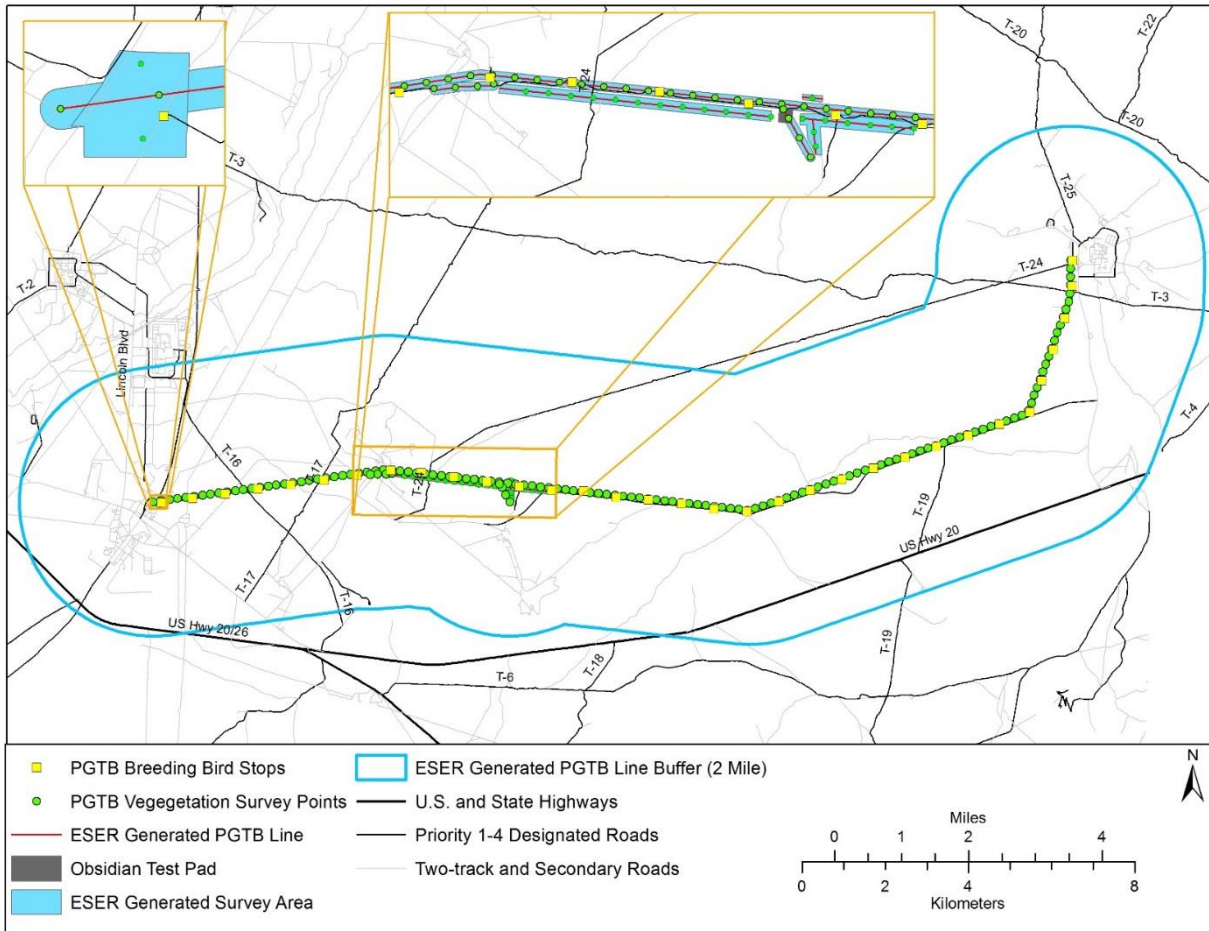 T-20
T-22
T-24
T-3
T-20
T-25
T-2
T-24
T-3
Lincoln Blvd
T-4
T-16
T-17
T-24
T-19
US Hwy 20
T-17
T-16
US Hwy 20/26
T-19
T-18
T-6
PGTB Breeding Bird Stops
PGTB Vegegetation Survey Points
ESER Generated PGTB Line
Obsidian Test Pad
ESER Generated Survey Area
ESER Generated PGTB Line Buffer (2 Mile)
U.S. and State Highways
Priority 1-4 Designated Roads
Two-track and Secondary Roads
N
Miles
0 1 2 4
0 2 4 8
Kilometers